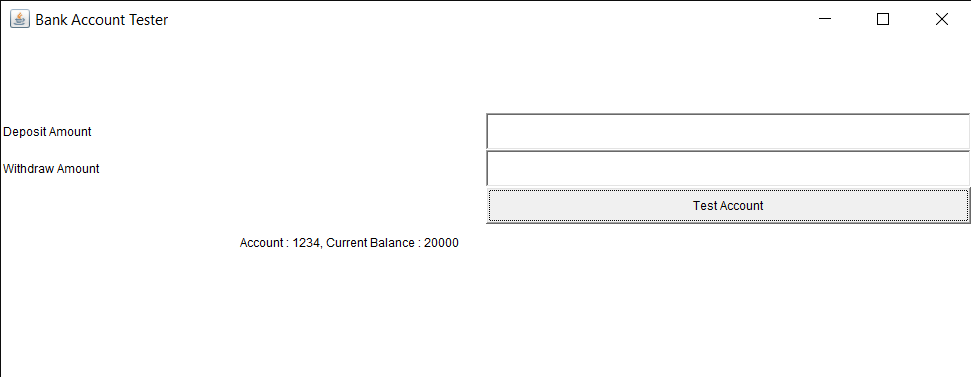 Bank Account Tester
Deposit Amount
Withdraw Amount
Test Account
Account : 1234, Current Balance : 20000